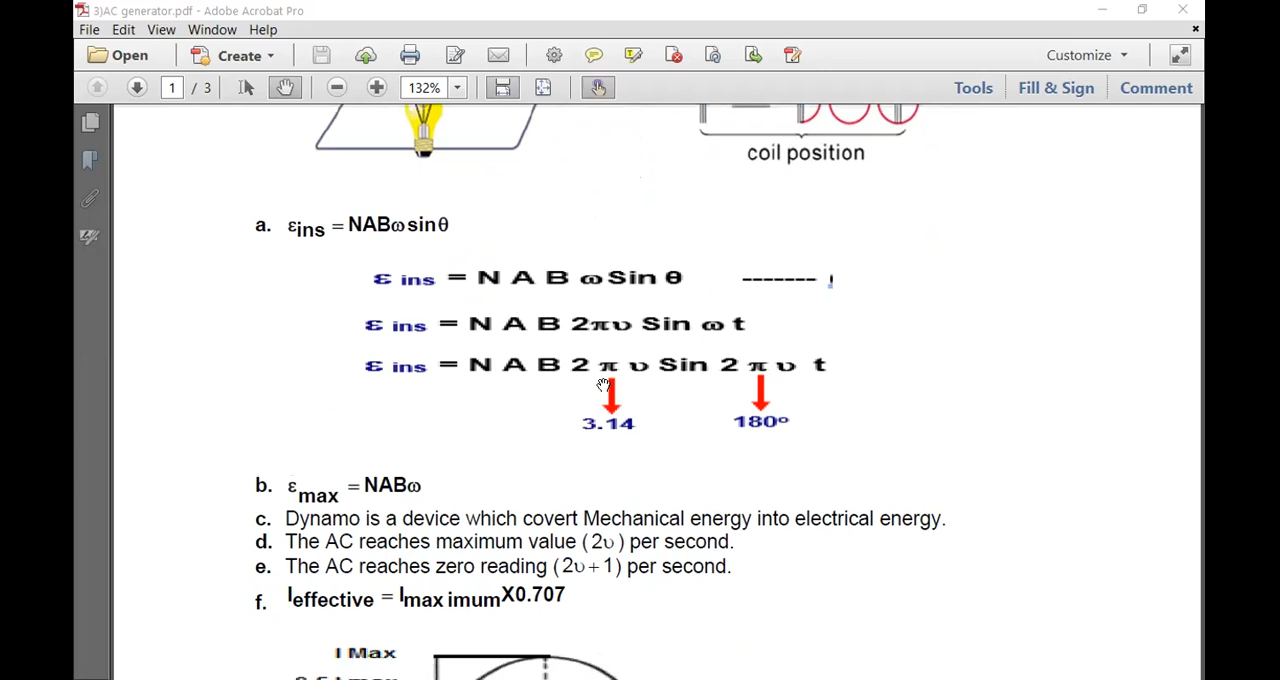 3)AC generator.pdf - Adobe Acrobat Pro
File Edit View Window Help
Open Create Customize
1 / 3 132% Tools Fill & Sign Comment
coil position
a. εins = NABωsinθ
ε ins = N A B ωSin θ -------
ε ins = N A B 2πυ Sin ω t
ε ins = N A B 2 π υ Sin 2 π υ t
3.14 180º
b. εmax = NABω
c. Dynamo is a device which covert Mechanical energy into electrical energy.
d. The AC reaches maximum value (2υ) per second.
e. The AC reaches zero reading (2υ+1) per second.
f. Ieffective = Imax imumX0.707
I Max